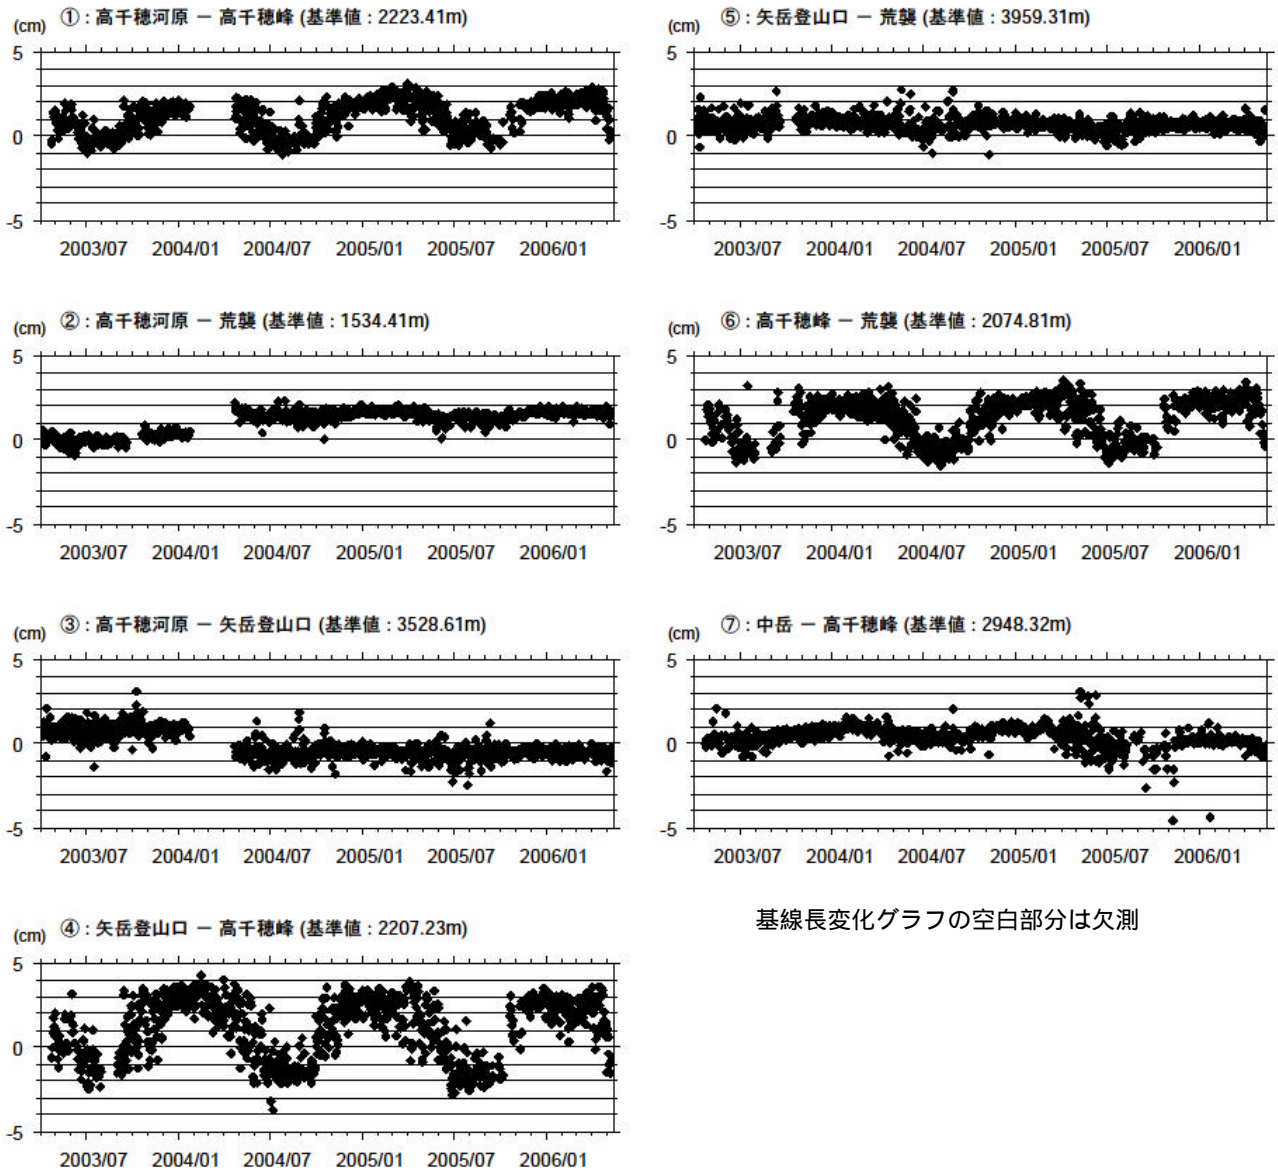 ① : 高千穂河原 － 高千穂峰 (基準値 : 2223.41m)
(cm)
5
0
-5
2003/07 2004/01 2004/07 2005/01 2005/07 2006/01
② : 高千穂河原 － 荒襲 (基準値 : 1534.41m)
(cm)
5
0
-5
2003/07 2004/01 2004/07 2005/01 2005/07 2006/01
③ : 高千穂河原 － 矢岳登山口 (基準値 : 3528.61m)
(cm)
5
0
-5
2003/07 2004/01 2004/07 2005/01 2005/07 2006/01
④ : 矢岳登山口 － 高千穂峰 (基準値 : 2207.23m)
(cm)
5
0
-5
2003/07 2004/01 2004/07 2005/01 2005/07 2006/01
⑤ : 矢岳登山口 － 荒襲 (基準値 : 3959.31m)
(cm)
5
0
-5
2003/07 2004/01 2004/07 2005/01 2005/07 2006/01
⑥ : 高千穂峰 － 荒襲 (基準値 : 2074.81m)
(cm)
5
0
-5
2003/07 2004/01 2004/07 2005/01 2005/07 2006/01
⑦ : 中岳 － 高千穂峰 (基準値 : 2948.32m)
(cm)
5
0
-5
2003/07 2004/01 2004/07 2005/01 2005/07 2006/01
基線長変化グラフの空白部分は欠測